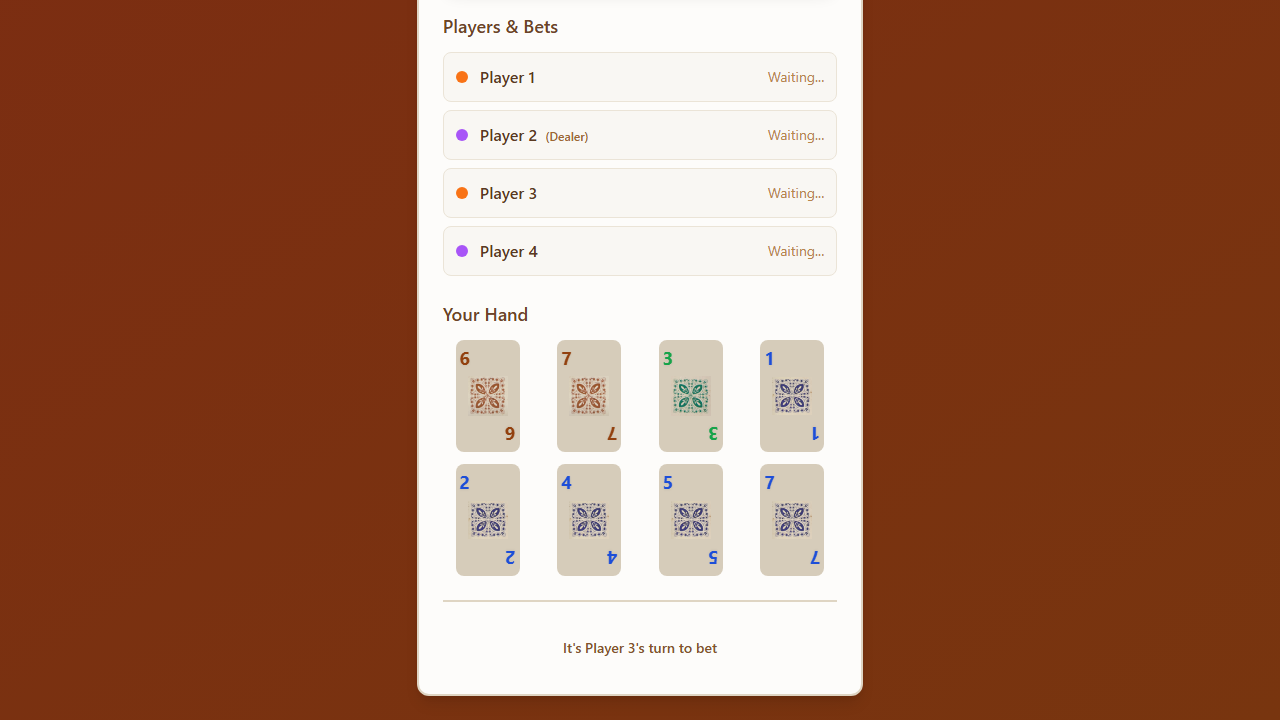 Players & Bets
Player 1 Waiting...
Player 2 (Dealer) Waiting...
Player 3 Waiting...
Player 4 Waiting...
Your Hand
6 7 3 1
6 7 3 1
2 4 5 7
2 4 5 7
It's Player 3's turn to bet